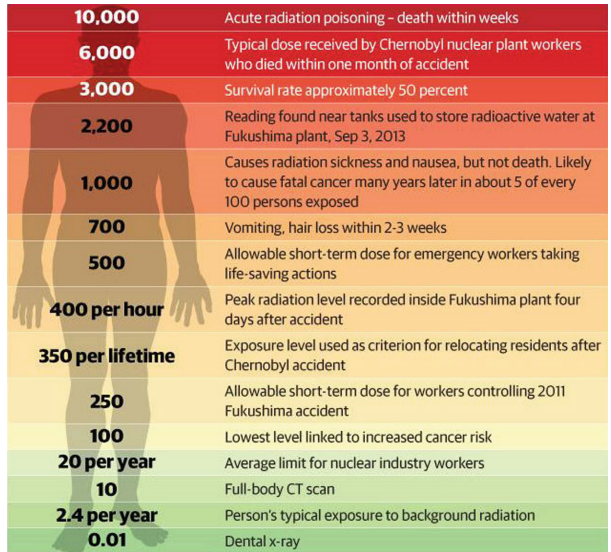 10,000 Acute radiation poisoning – death within weeks
6,000 Typical dose received by Chernobyl nuclear plant workers
who died within one month of accident
3,000 Survival rate approximately 50 percent
2,200 Reading found near tanks used to store radioactive water at
Fukushima plant, Sep 3, 2013
1,000 Causes radiation sickness and nausea, but not death. Likely
to cause fatal cancer many years later in about 5 of every
100 persons exposed
700 Vomiting, hair loss within 2-3 weeks
500 Allowable short-term dose for emergency workers taking
life-saving actions
400 per hour Peak radiation level recorded inside Fukushima plant four
days after accident
350 per lifetime Exposure level used as criterion for relocating residents after
Chernobyl accident
250 Allowable short-term dose for workers controlling 2011
Fukushima accident
100 Lowest level linked to increased cancer risk
20 per year Average limit for nuclear industry workers
10 Full-body CT scan
2.4 per year Person's typical exposure to background radiation
0.01 Dental x-ray